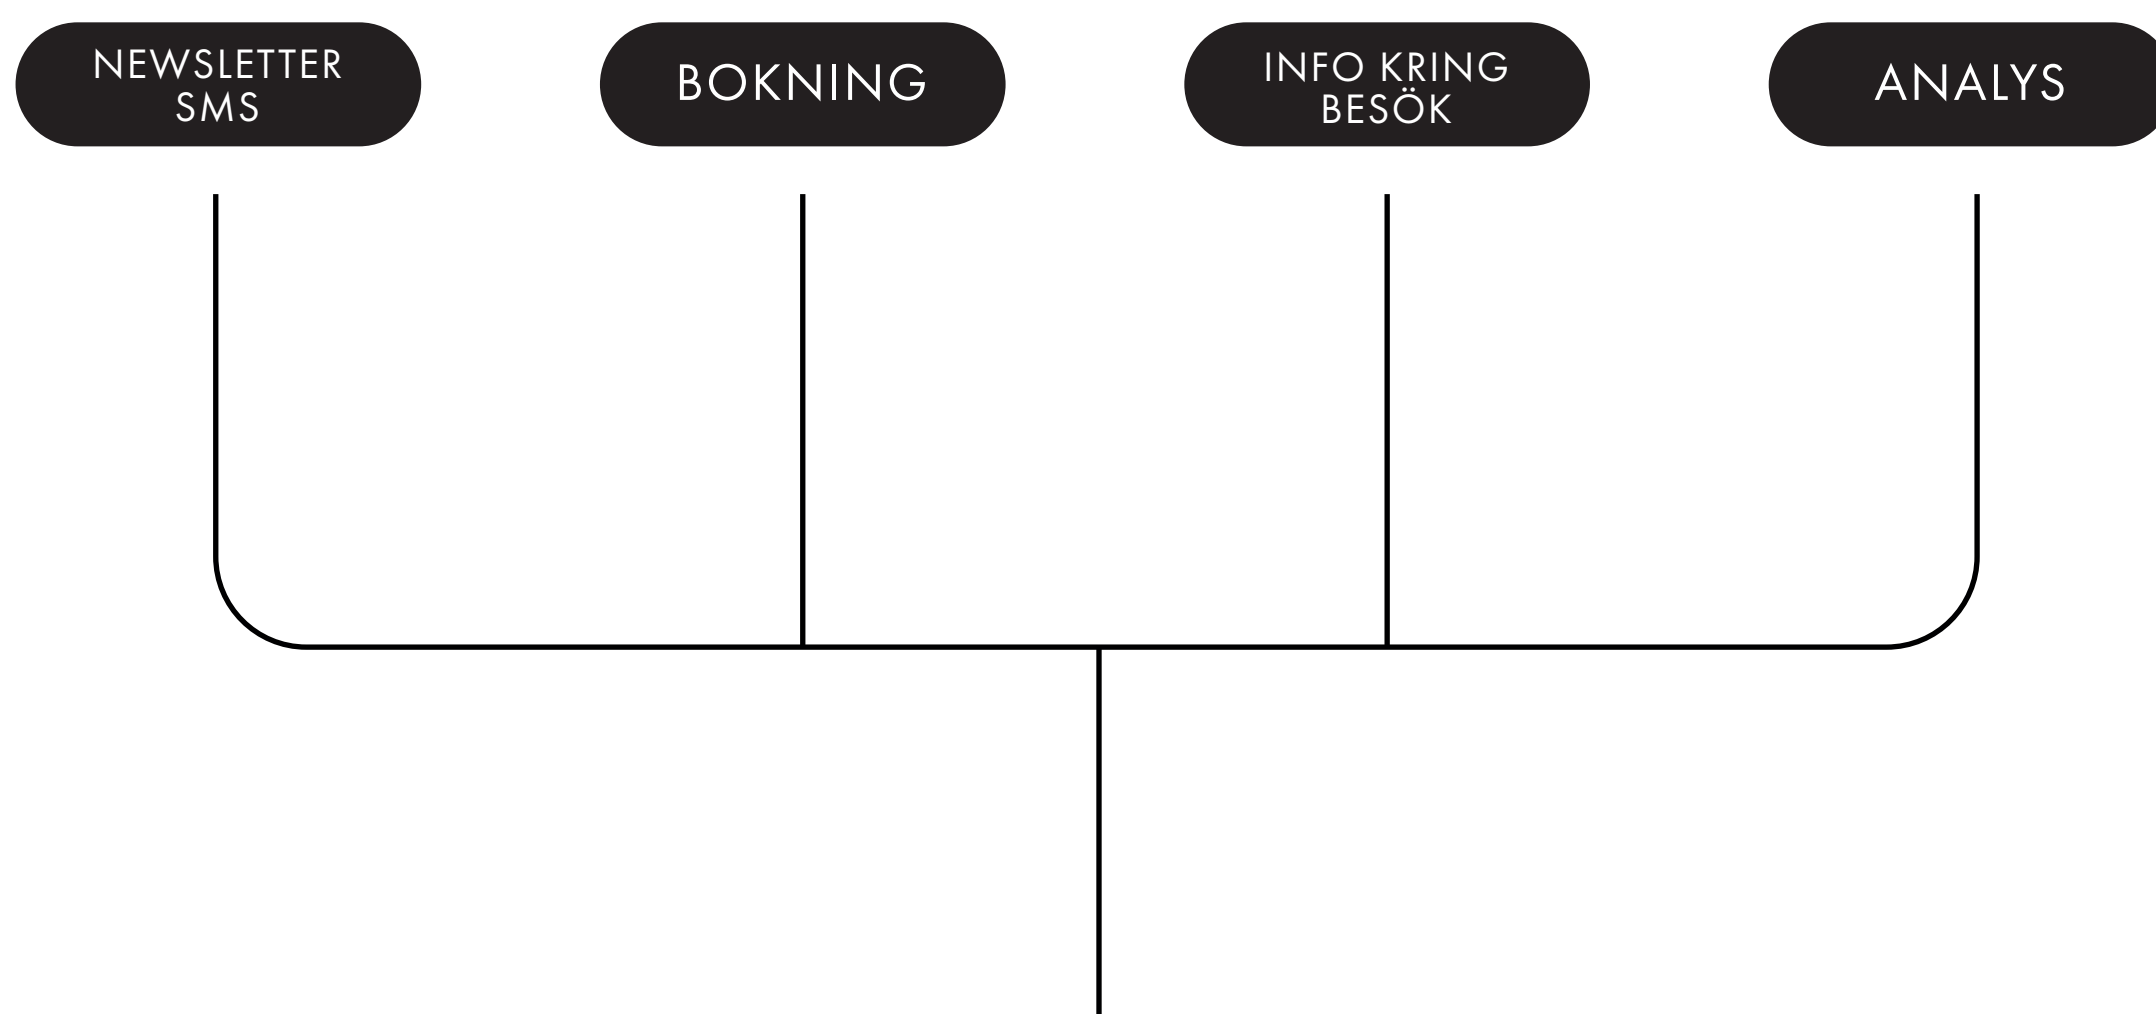 NEWSLETTER
SMS
BOKNING
INFO KRING
BESÖK
ANALYS